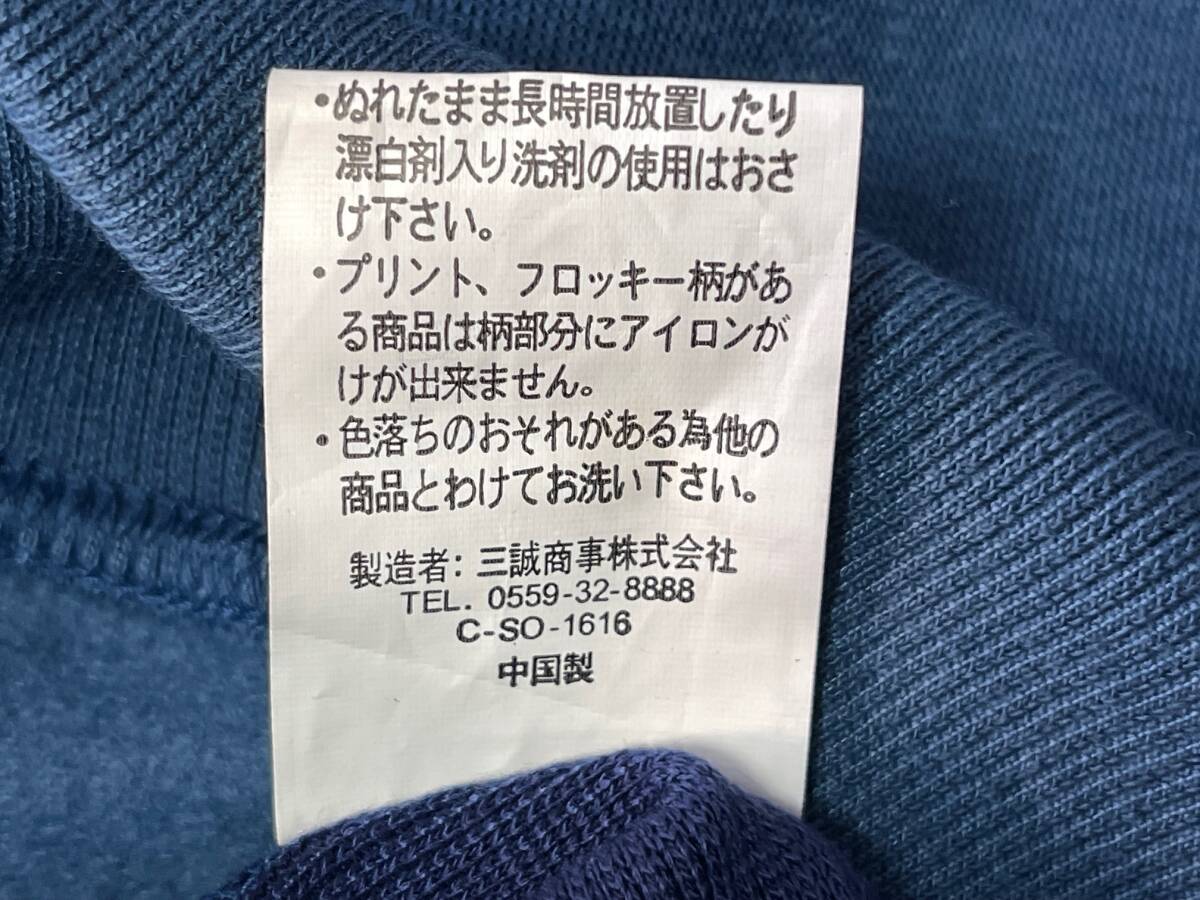 ・ぬれたまま長時間放置したり
漂白剤入り洗剤の使用はおさ
け下さい。
・プリント、フロッキー柄があ
る商品は柄部分にアイロンが
けが出来ません。
・色落ちのおそれがある為他の
商品とわけてお洗い下さい。
製造者：三誠商事株式会社
TEL. 0559-32-8888
C-SO-1616
中国製